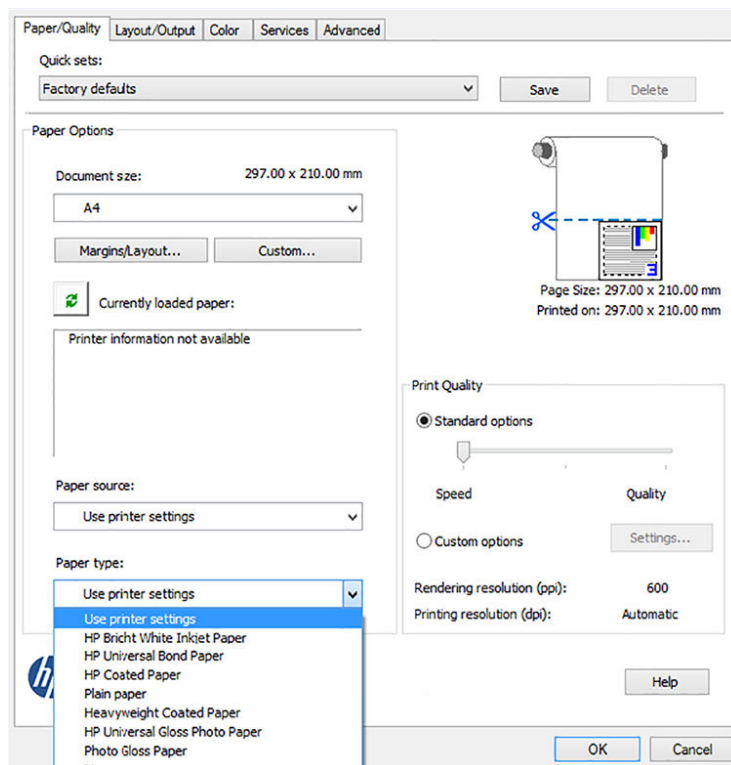 Paper/Quality Layout/Output Color Services Advanced
Quick sets:
Factory defaults Save Delete
Paper Options
Document size: 297.00 x 210.00 mm
A4
Margins/Layout... Custom...
Currently loaded paper:
Printer information not available
Page Size: 297.00 x 210.00 mm
Printed on: 297.00 x 210.00 mm
Print Quality
Standard options
Speed Quality
Custom options Settings...
Rendering resolution (ppi): 600
Printing resolution (dpi): Automatic
Paper source:
Use printer settings
Paper type:
Use printer settings
Use printer settings
HP Bright White Inkjet Paper
HP Universal Bond Paper
HP Coated Paper
Plain paper
Heavyweight Coated Paper
HP Universal Gloss Photo Paper
Photo Gloss Paper
hp
Help
OK Cancel